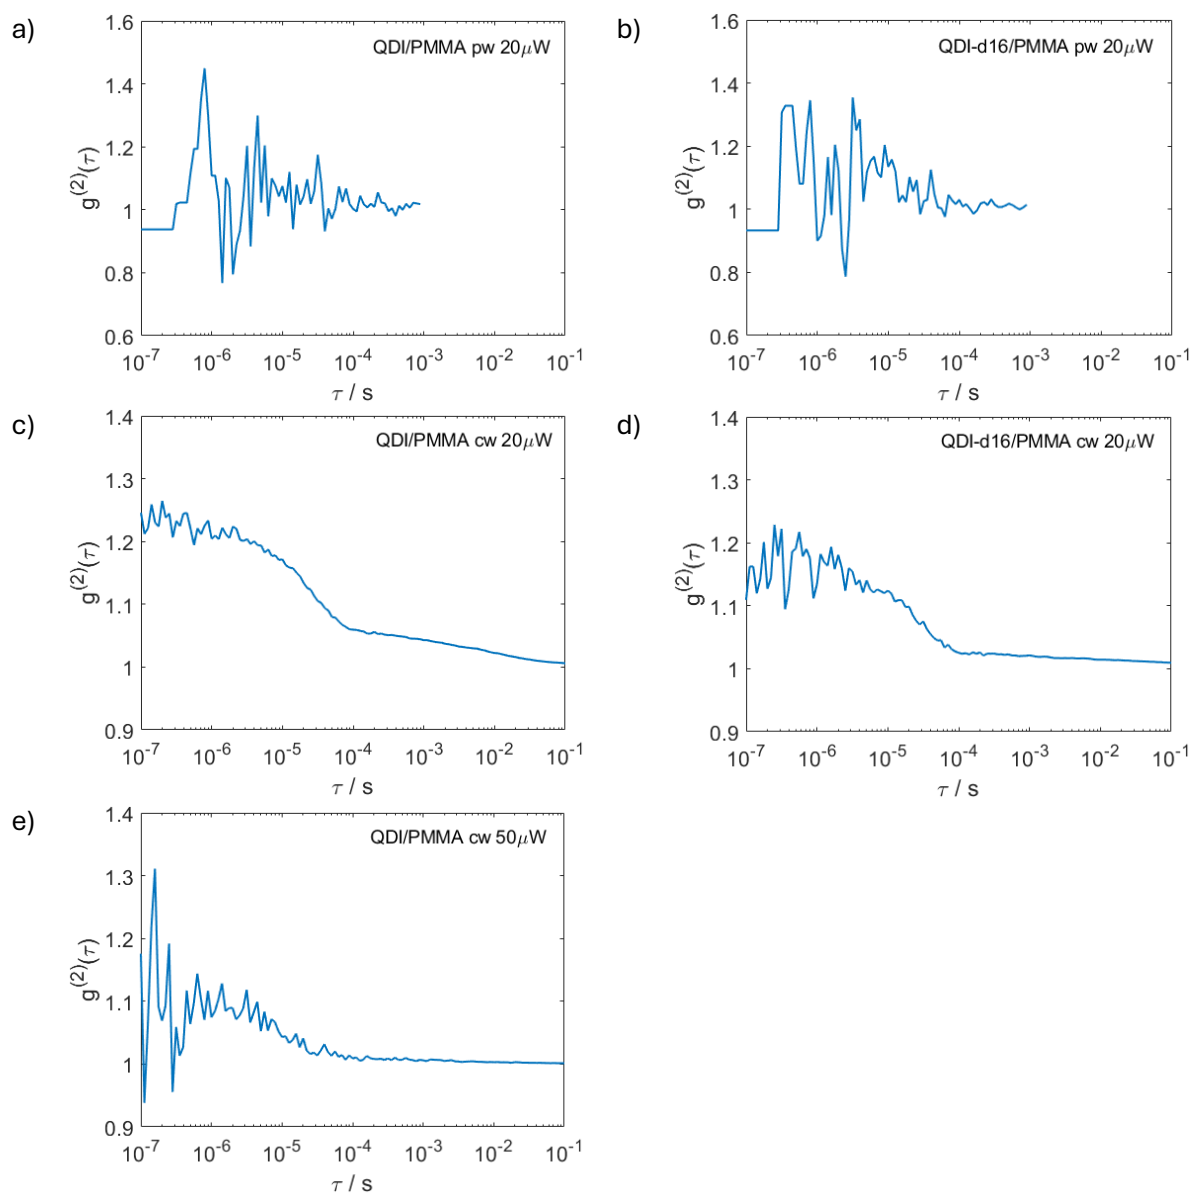 a)
QDI/PMMA pw 20μW
g⁽²⁾(τ)
1.6
1.4
1.2
1
0.8
0.6
10⁻⁷ 10⁻⁶ 10⁻⁵ 10⁻⁴ 10⁻³ 10⁻² 10⁻¹
τ / s
b)
QDI-d16/PMMA pw 20μW
g⁽²⁾(τ)
1.6
1.4
1.2
1
0.8
0.6
10⁻⁷ 10⁻⁶ 10⁻⁵ 10⁻⁴ 10⁻³ 10⁻² 10⁻¹
τ / s
c)
QDI/PMMA cw 20μW
g⁽²⁾(τ)
1.4
1.3
1.2
1.1
1
0.9
10⁻⁷ 10⁻⁶ 10⁻⁵ 10⁻⁴ 10⁻³ 10⁻² 10⁻¹
τ / s
d)
QDI-d16/PMMA cw 20μW
g⁽²⁾(τ)
1.4
1.3
1.2
1.1
1
0.9
10⁻⁷ 10⁻⁶ 10⁻⁵ 10⁻⁴ 10⁻³ 10⁻² 10⁻¹
τ / s
e)
QDI/PMMA cw 50μW
g⁽²⁾(τ)
1.4
1.3
1.2
1.1
1
0.9
10⁻⁷ 10⁻⁶ 10⁻⁵ 10⁻⁴ 10⁻³ 10⁻² 10⁻¹
τ / s